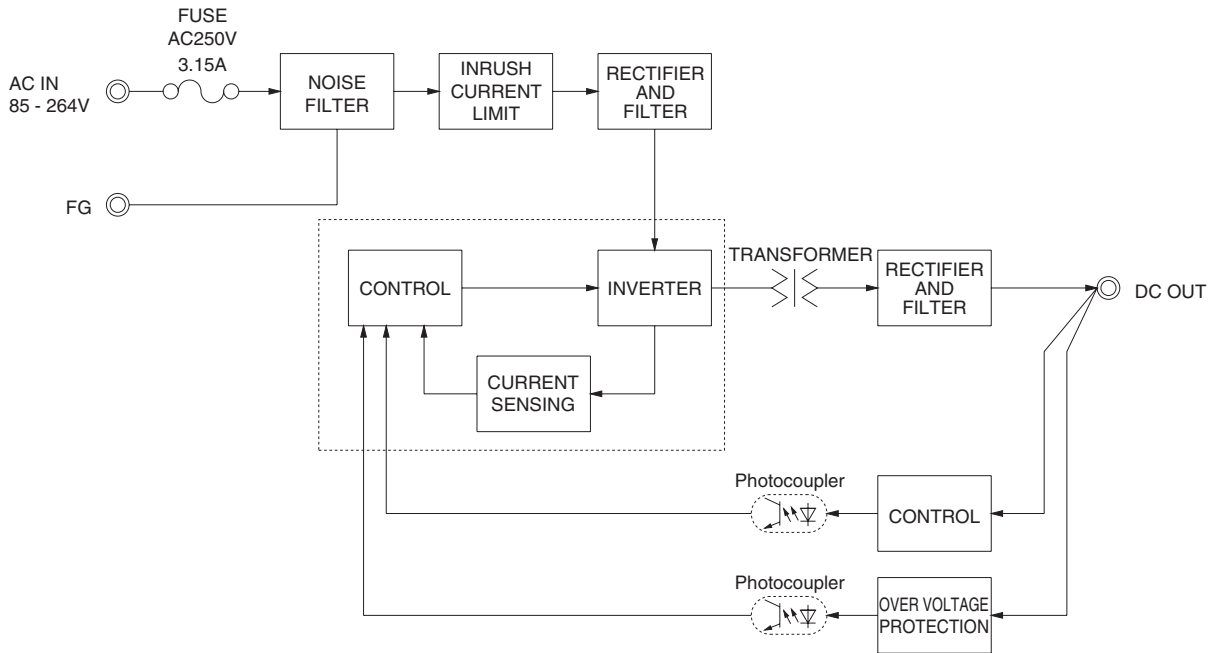 FUSE
AC250V
3.15A
AC IN
85 - 264V
NOISE
FILTER
INRUSH
CURRENT
LIMIT
RECTIFIER
AND
FILTER
FG
CONTROL
INVERTER
TRANSFORMER
RECTIFIER
AND
FILTER
DC OUT
CURRENT
SENSING
Photocoupler
CONTROL
Photocoupler
OVER VOLTAGE
PROTECTION